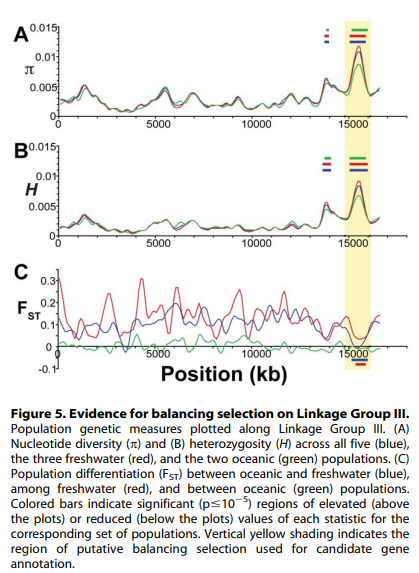 A
0.015
0.01
π
0.005
0
0
5000
10000
15000
B
0.015
0.01
H
0.005
0
0
5000
10000
15000
C
0.3
0.2
FST
0.1
0
-0.1
0
5000
10000
15000
Position (kb)
Figure 5. Evidence for balancing selection on Linkage Group III.
Population genetic measures plotted along Linkage Group III. (A)
Nucleotide diversity (π) and (B) heterozygosity (H) across all five (blue),
the three freshwater (red), and the two oceanic (green) populations. (C)
Population differentiation (FST) between oceanic and freshwater (blue),
among freshwater (red), and between oceanic (green) populations.
Colored bars indicate significant (p≤10−5) regions of elevated (above
the plots) or reduced (below the plots) values of each statistic for the
corresponding set of populations. Vertical yellow shading indicates the
region of putative balancing selection used for candidate gene
annotation.